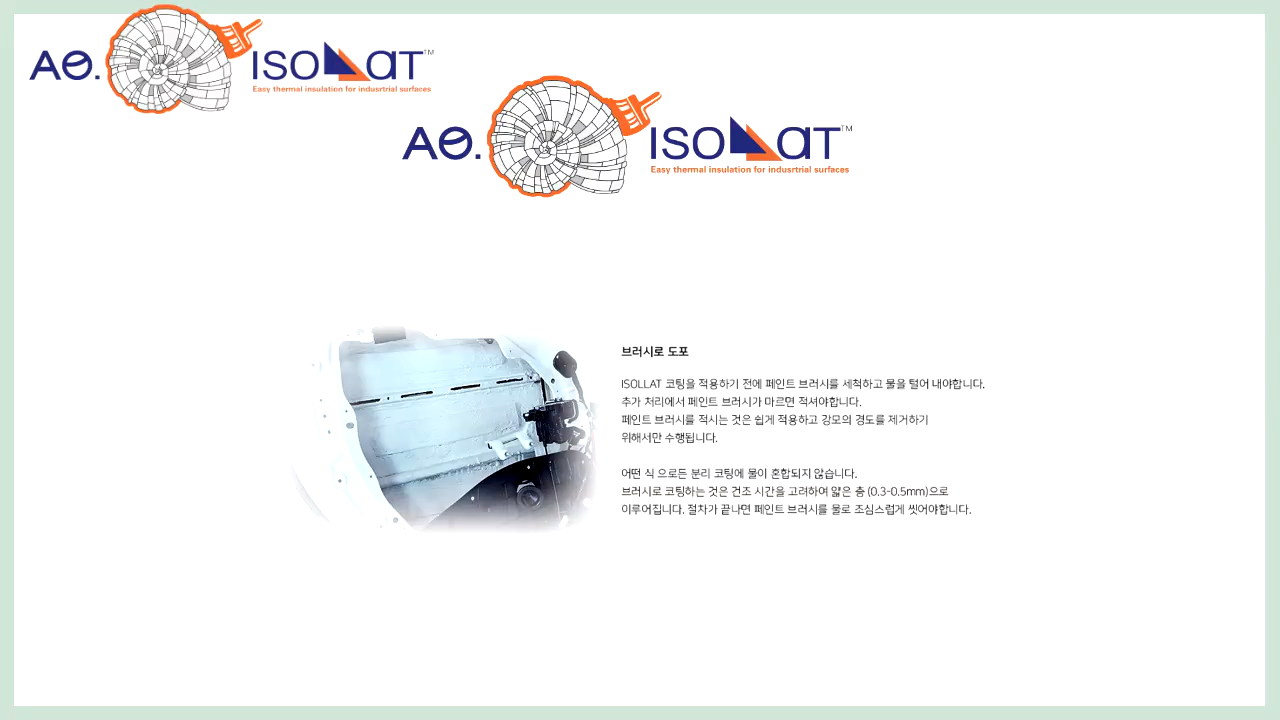 AΘ.
ISOLLAT™
Easy thermal insulation for indusrtrial surfaces
AΘ.
ISOLLAT™
Easy thermal insulation for indusrtrial surfaces
브러시로 도포
ISOLLAT 코팅을 적용하기 전에 페인트 브러시를 세척하고 물을 털어 내야합니다.
추가 처리에서 페인트 브러시가 마르면 적셔야합니다.
페인트 브러시를 적시는 것은 쉽게 적용하고 강모의 경도를 제거하기
위해서만 수행됩니다.
어떤 식 으로든 분리 코팅에 물이 혼합되지 않습니다.
브러시로 코팅하는 것은 건조 시간을 고려하여 얇은 층 (0.3-0.5mm)으로
이루어집니다. 절차가 끝나면 페인트 브러시를 물로 조심스럽게 씻어야합니다.